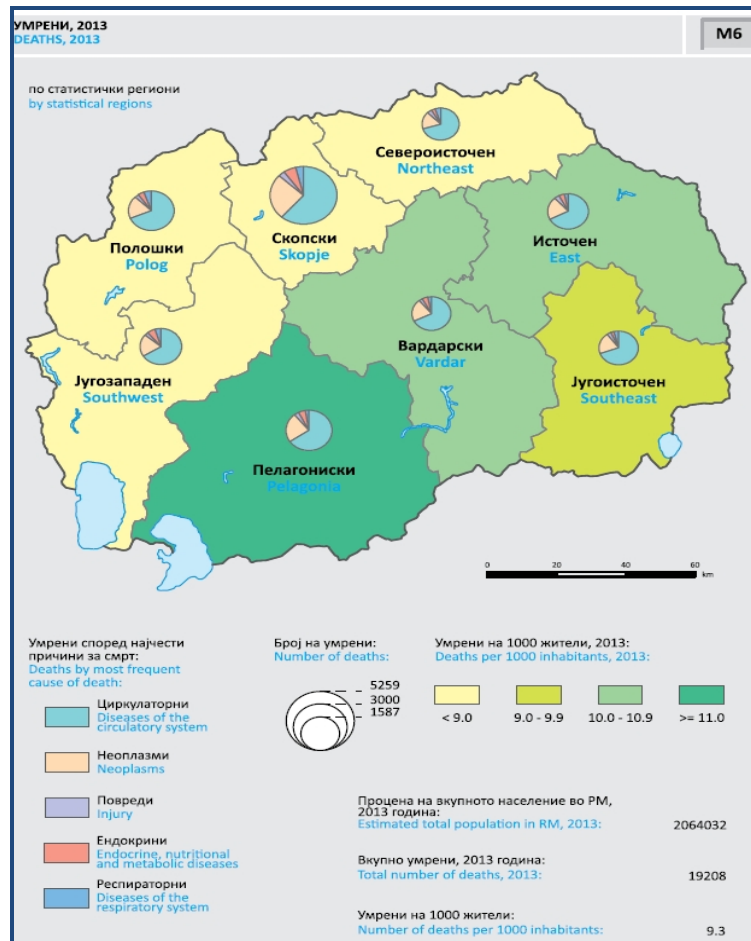 УМРЕНИ, 2013
DEATHS, 2013
М6
по статистички региони
by statistical regions
Североисточен
Northeast
Скопски
Skopje
Полошки
Polog
Источен
East
Вардарски
Vardar
Југозападен
Southwest
Југоисточен
Southeast
Пелагониски
Pelagonia
0 20 40 60
km
Умрени според најчести
причини за смрт:
Deaths by most frequent
cause of death:
Циркулаторни
Diseases of the
circulatory system
Неоплазми
Neoplasms
Повреди
Injury
Ендокрини
Endocrine, nutritional
and metabolic diseases
Респираторни
Diseases of the
respiratory system
Број на умрени:
Number of deaths:
5259
3000
1587
Умрени на 1000 жители, 2013:
Deaths per 1000 inhabitants, 2013:
< 9.0 9.0 - 9.9 10.0 - 10.9 >= 11.0
Процена на вкупното население во РМ,
2013 година:
Estimated total population in RM, 2013: 2064032
Вкупно умрени, 2013 година:
Total number of deaths, 2013: 19208
Умрени на 1000 жители:
Number of deaths per 1000 inhabitants: 9.3